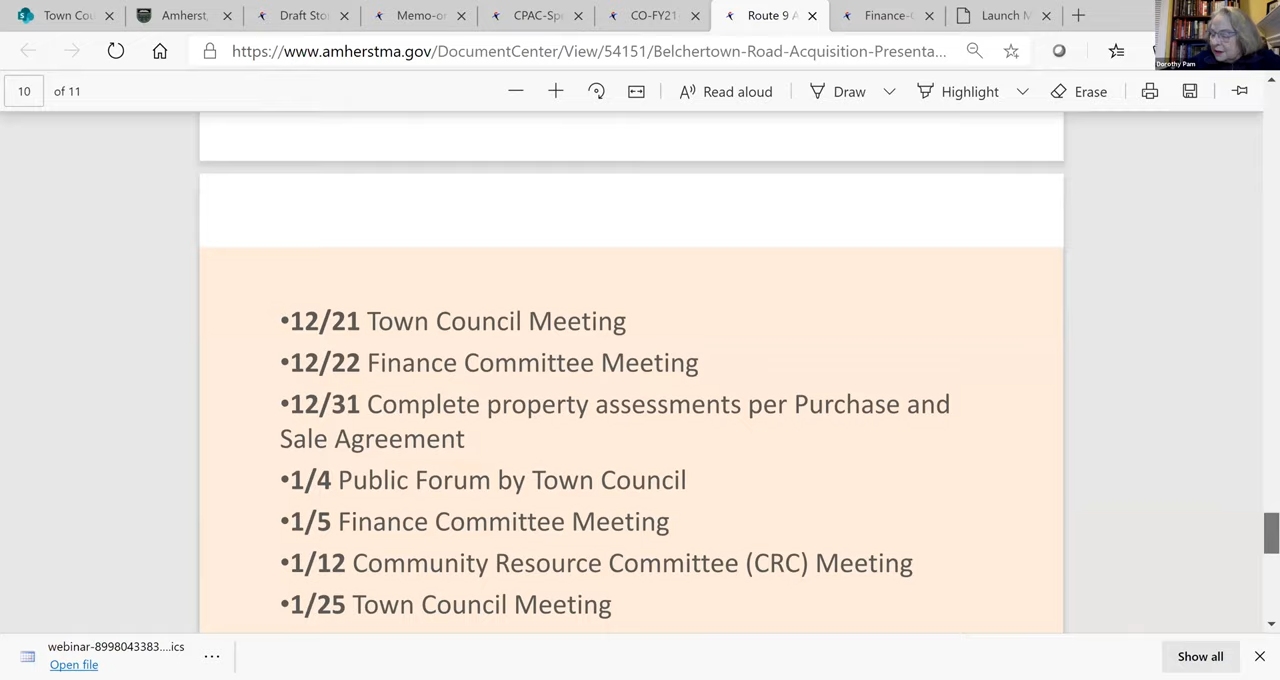 Town Cou
Amherst,
Draft Sto
Memo-or
CPAC-Spe
CO-FY21
Route 9 A
Finance-C
Launch M
https://www.amherstma.gov/DocumentCenter/View/54151/Belchertown-Road-Acquisition-Presenta...
Dorothy Pam
10 of 11
Read aloud
Draw
Highlight
Erase
•12/21 Town Council Meeting
•12/22 Finance Committee Meeting
•12/31 Complete property assessments per Purchase and
Sale Agreement
•1/4 Public Forum by Town Council
•1/5 Finance Committee Meeting
•1/12 Community Resource Committee (CRC) Meeting
•1/25 Town Council Meeting
webinar-8998043383....ics
Open file
Show all